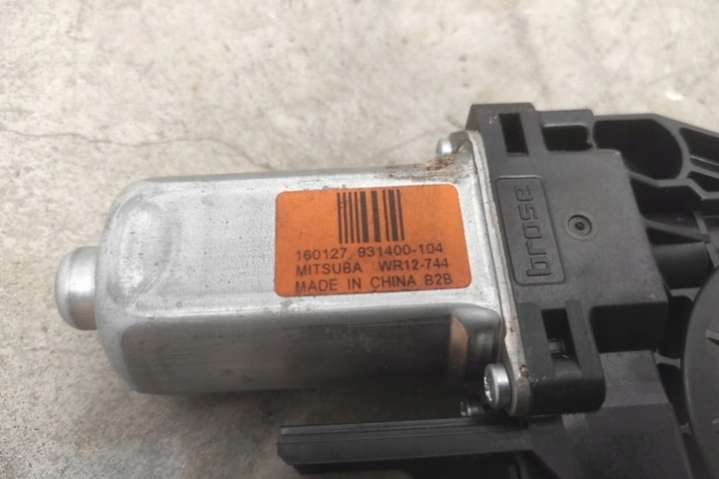 160127 931400-104
MITSUBA WR12-744
MADE IN CHINA B2B
brose